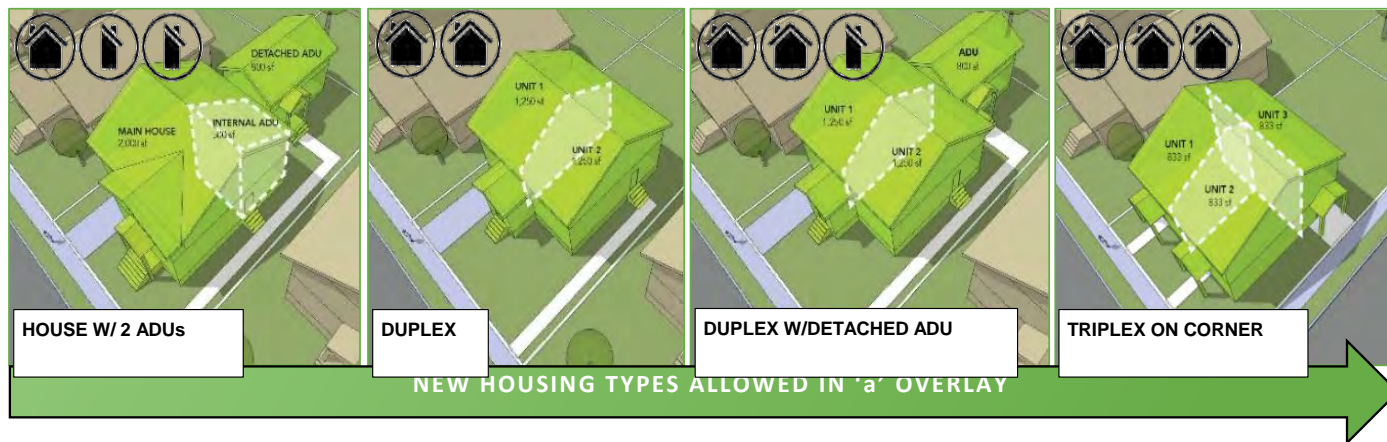 DETACHED ADU
800 sf
MAIN HOUSE
2,000 sf
INTERNAL ADU
500 sf
HOUSE W/ 2 ADUs
UNIT 1
1,250 sf
UNIT 2
1,250 sf
DUPLEX
ADU
800 sf
UNIT 1
1,250 sf
UNIT 2
1,250 sf
DUPLEX W/DETACHED ADU
UNIT 3
833 sf
UNIT 1
833 sf
UNIT 2
833 sf
TRIPLEX ON CORNER
NEW HOUSING TYPES ALLOWED IN 'a' OVERLAY